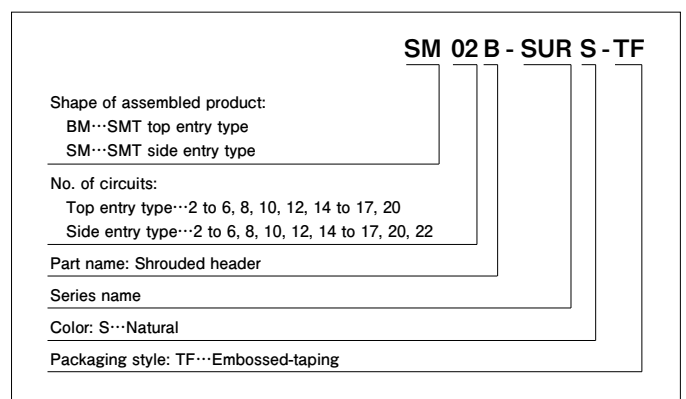 SM 02 B - SUR S - TF
Shape of assembled product:
BM···SMT top entry type
SM···SMT side entry type
No. of circuits:
Top entry type···2 to 6, 8, 10, 12, 14 to 17, 20
Side entry type···2 to 6, 8, 10, 12, 14 to 17, 20, 22
Part name: Shrouded header
Series name
Color: S···Natural
Packaging style: TF···Embossed-taping